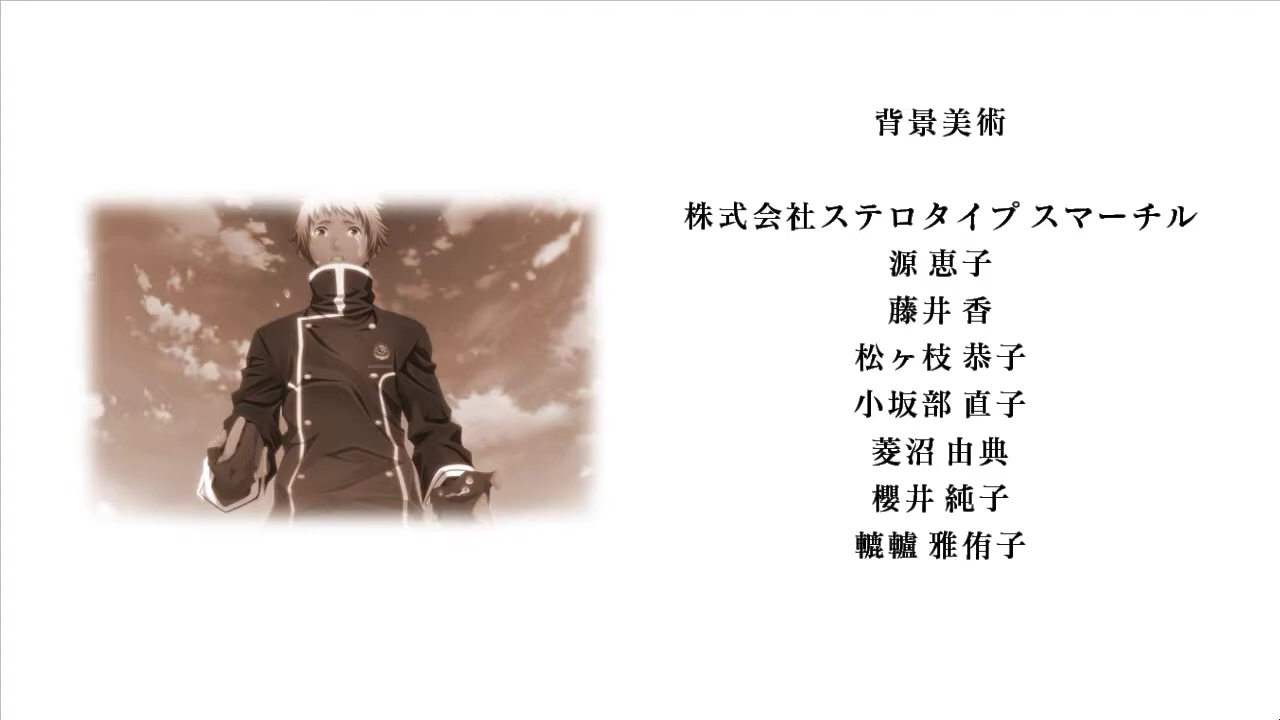 背景美術
株式会社ステロタイプ スマーチル
源 恵子
藤井 香
松ヶ枝 恭子
小坂部 直子
菱沼 由典
櫻井 純子
轆轤 雅侑子